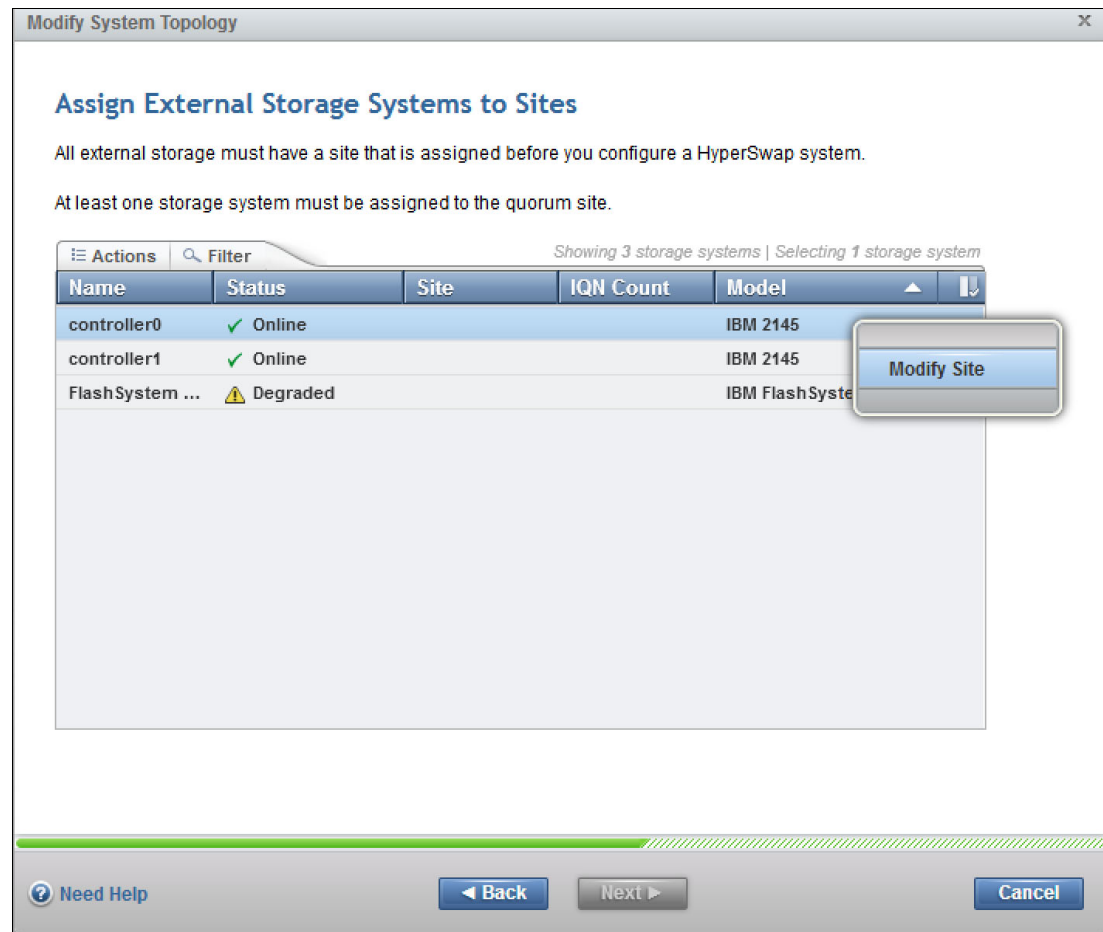 Modify System Topology x
Assign External Storage Systems to Sites
All external storage must have a site that is assigned before you configure a HyperSwap system.
At least one storage system must be assigned to the quorum site.
Actions Filter Showing 3 storage systems | Selecting 1 storage system
Name Status Site IQN Count Model
controller0 Online IBM 2145
controller1 Online IBM 2145
Modify Site
FlashSystem ... Degraded IBM FlashSyste
Need Help Back Next Cancel